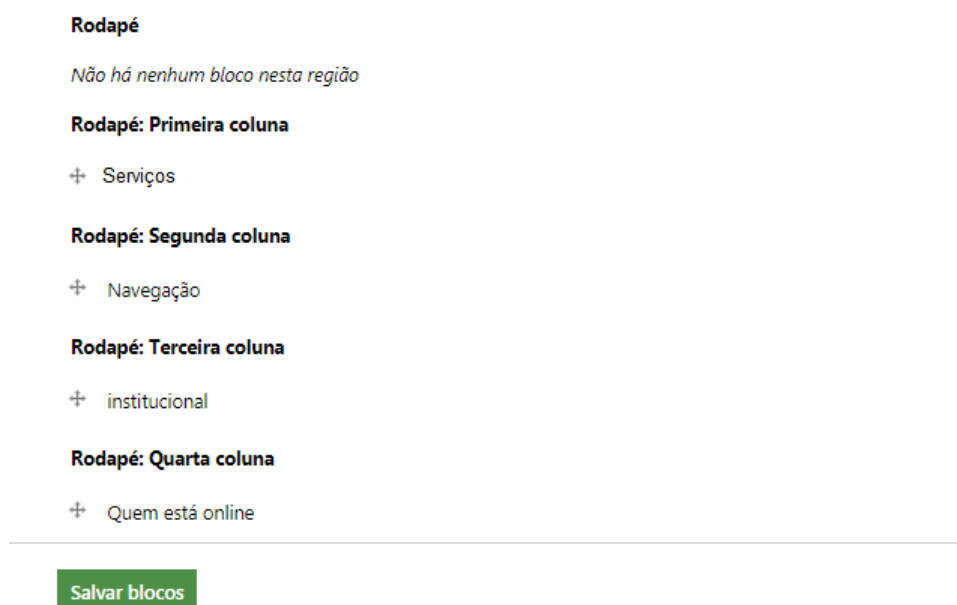 Rodapé
Não há nenhum bloco nesta região
Rodapé: Primeira coluna
Serviços
Rodapé: Segunda coluna
Navegação
Rodapé: Terceira coluna
institucional
Rodapé: Quarta coluna
Quem está online
Salvar blocos